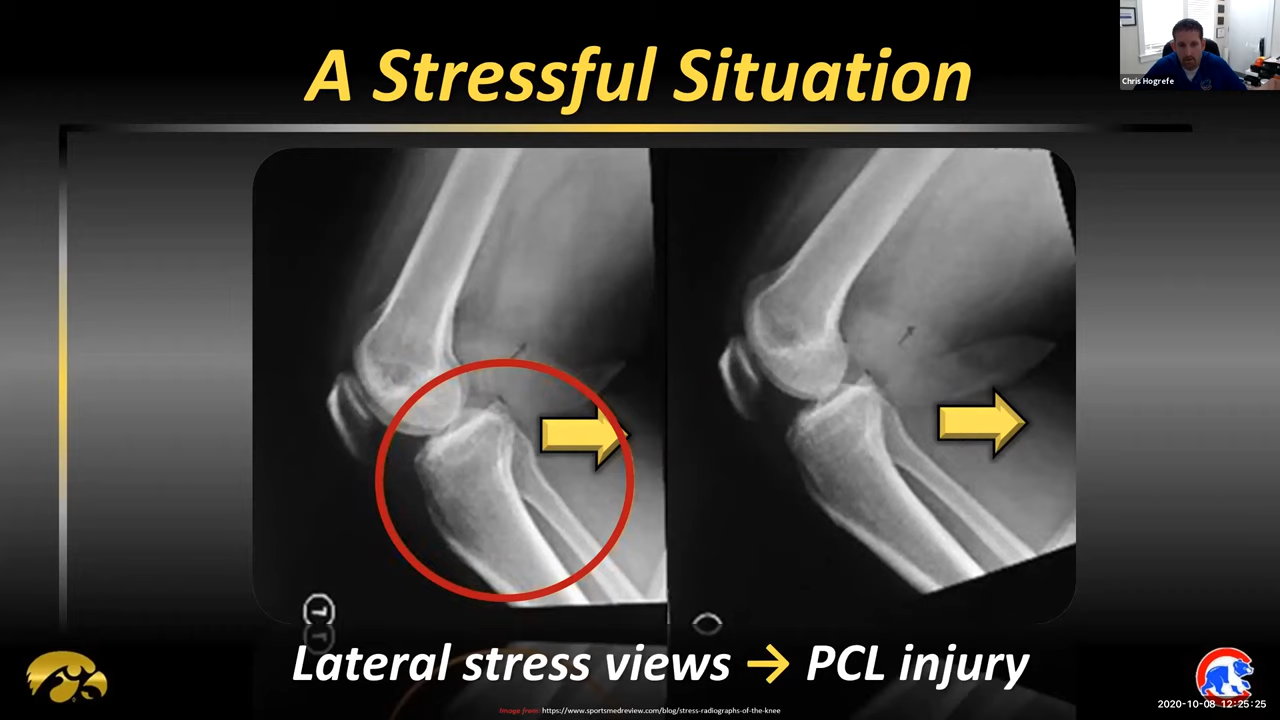 A Stressful Situation
Chris Hogrefe
Lateral stress views → PCL injury
Image from: https://www.sportsmedreview.com/blog/stress-radiographs-of-the-knee
2020-10-08 12:25:25